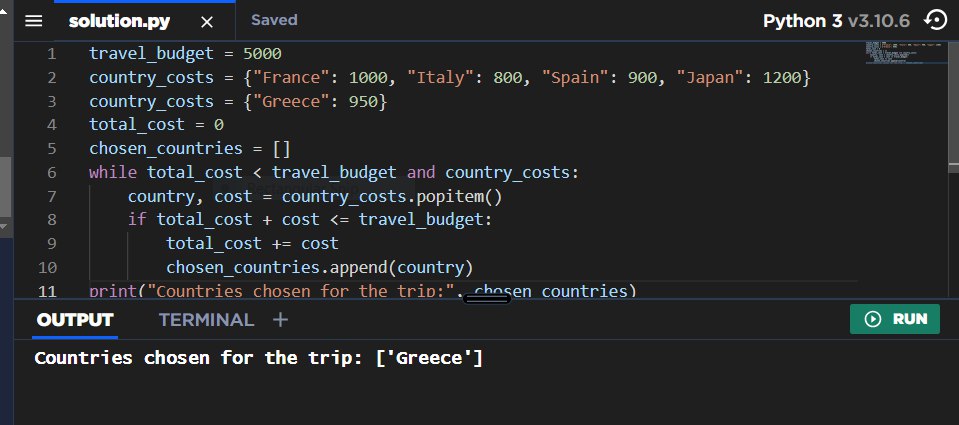 solution.py × Saved Python 3 v3.10.6
1 travel_budget = 5000
2 country_costs = {"France": 1000, "Italy": 800, "Spain": 900, "Japan": 1200}
3 country_costs = {"Greece": 950}
4 total_cost = 0
5 chosen_countries = []
6 while total_cost < travel_budget and country_costs:
7 country, cost = country_costs.popitem()
8 if total_cost + cost <= travel_budget:
9 total_cost += cost
10 chosen_countries.append(country)
11 print("Countries chosen for the trip:", chosen_countries)
OUTPUT TERMINAL + RUN
Countries chosen for the trip: ['Greece']